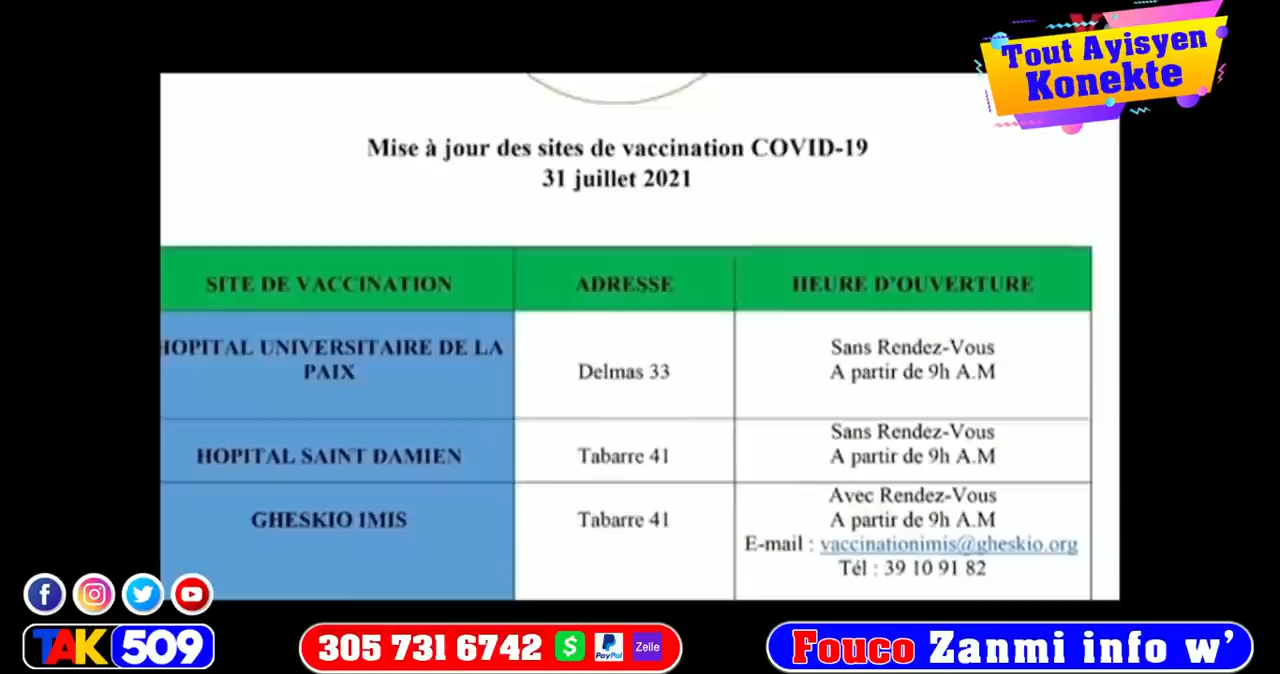 Tout Ayisyen
Konekte
Mise à jour des sites de vaccination COVID-19
31 juillet 2021
SITE DE VACCINATION
ADRESSE
HEURE D'OUVERTURE
HOPITAL UNIVERSITAIRE DE LA
PAIX
Delmas 33
Sans Rendez-Vous
A partir de 9h A.M
HOPITAL SAINT DAMIEN
Tabarre 41
Sans Rendez-Vous
A partir de 9h A.M
GHESKIO IMIS
Tabarre 41
Avec Rendez-Vous
A partir de 9h A.M
E-mail : vaccinationimis@gheskio.org
Tél : 39 10 91 82
TAK 509
305 731 6742 $ PayPal Zelle
Fouco Zanmi info w'